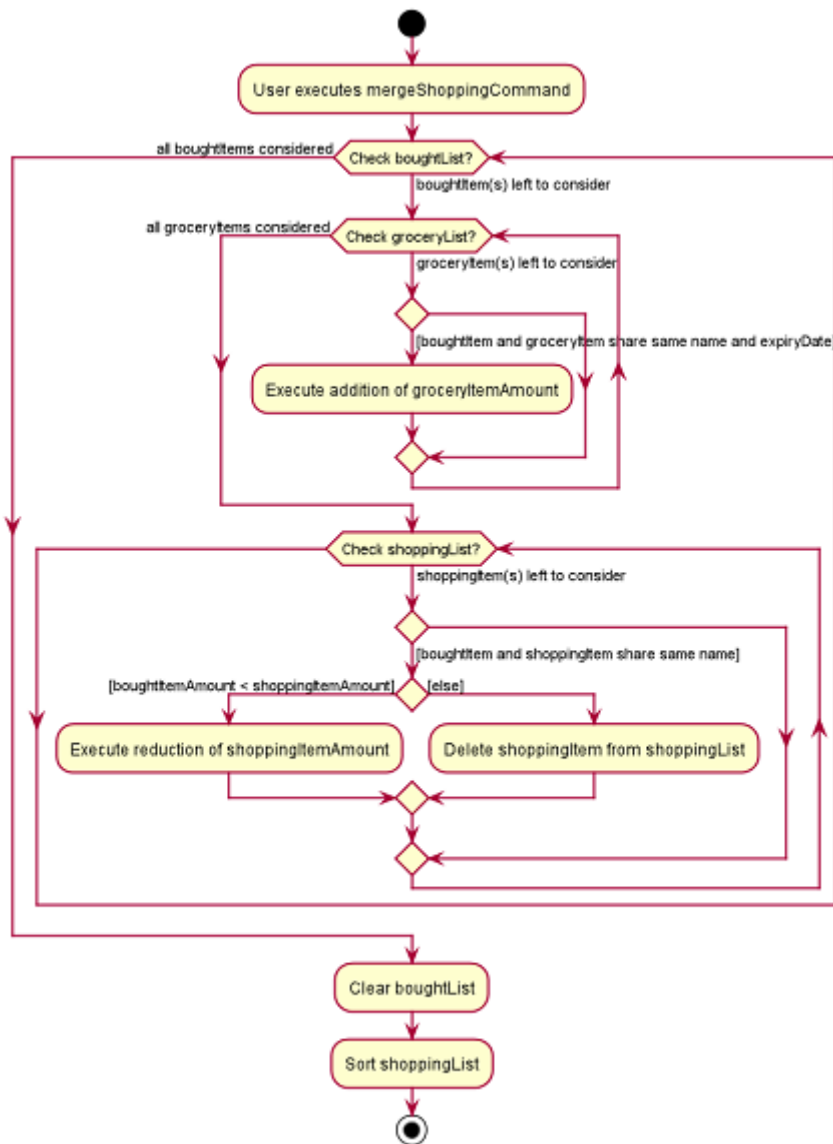 User executes mergeShoppingCommand
all boughtItems considered
Check boughtList?
boughtItem(s) left to consider
all groceryItems considered
Check groceryList?
groceryItem(s) left to consider
[boughtItem and groceryItem share same name and expiryDate]
Execute addition of groceryItemAmount
Check shoppingList?
shoppingItem(s) left to consider
[boughtItem and shoppingItem share same name]
[boughtItemAmount < shoppingItemAmount]
[else]
Execute reduction of shoppingItemAmount
Delete shoppingItem from shoppingList
Clear boughtList
Sort shoppingList